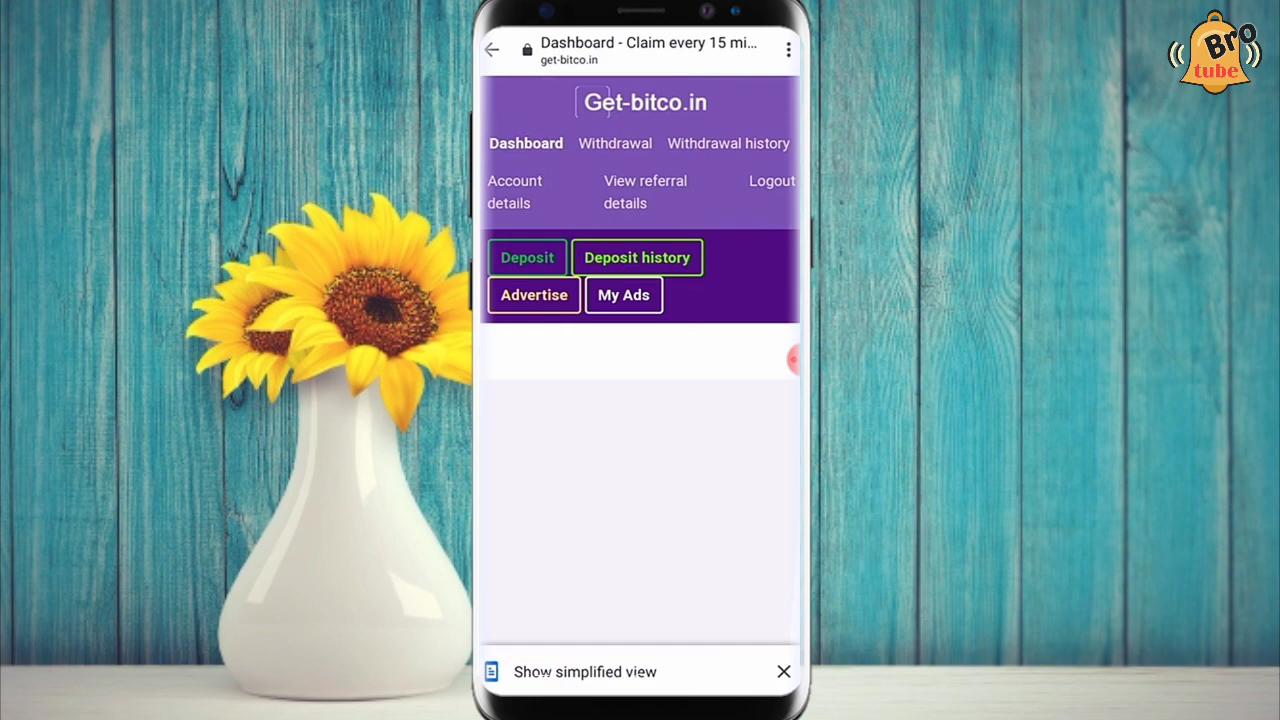 Bro
tube
Dashboard - Claim every 15 mi...
get-bitco.in
Get-bitco.in
Dashboard Withdrawal Withdrawal history
Account details View referral details Logout
Deposit Deposit history
Advertise My Ads
Show simplified view